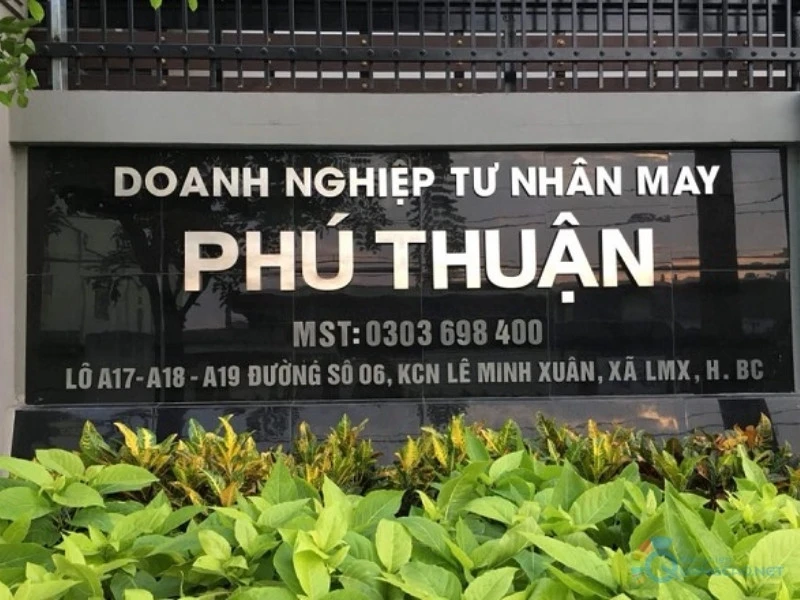 DOANH NGHIỆP TƯ NHÂN MAY
PHÚ THUẬN
MST: 0303 698 400
LÔ A17-A18 - A19 ĐƯỜNG SỐ 06, KCN LÊ MINH XUÂN, XÃ LMX, H. BC